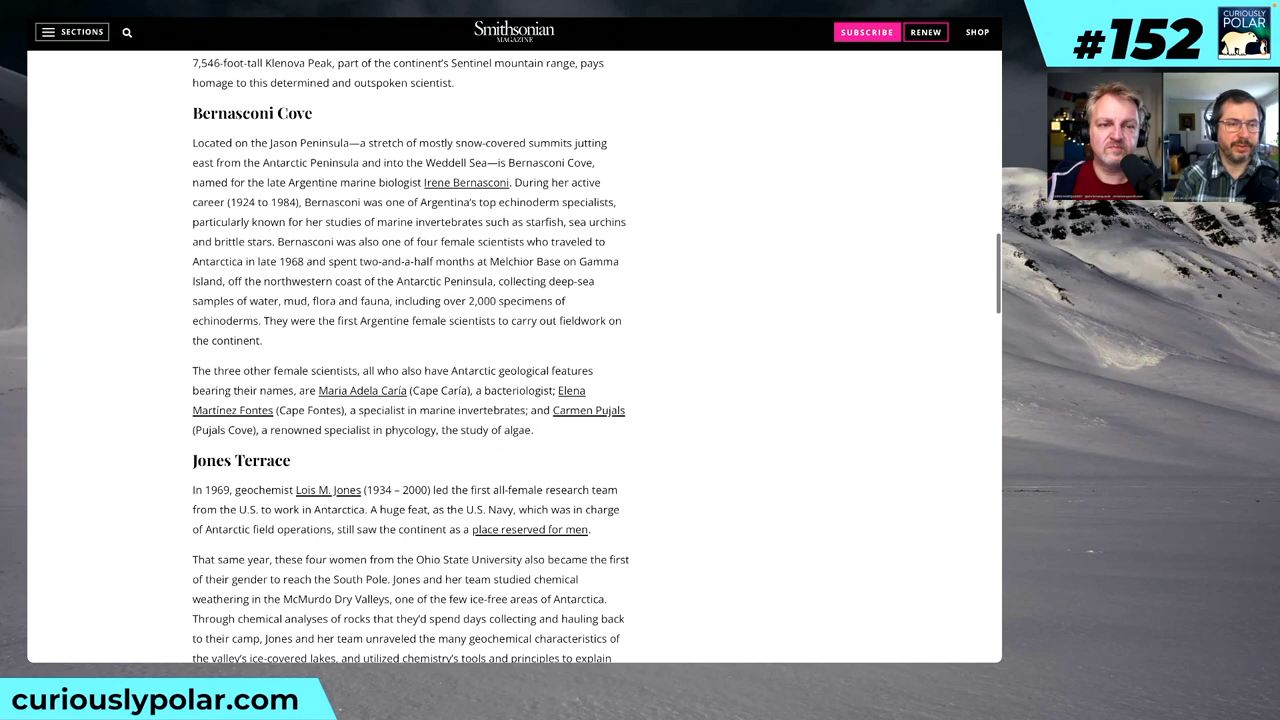 SECTIONS
Smithsonian
MAGAZINE
SUBSCRIBE
RENEW
SHOP
#152
CURIOUSLY
POLAR
7,546-foot-tall Klenova Peak, part of the continent's Sentinel mountain range, pays
homage to this determined and outspoken scientist.
Bernasconi Cove
Located on the Jason Peninsula—a stretch of mostly snow-covered summits jutting
east from the Antarctic Peninsula and into the Weddell Sea—is Bernasconi Cove,
named for the late Argentine marine biologist Irene Bernasconi. During her active
career (1924 to 1984), Bernasconi was one of Argentina's top echinoderm specialists,
particularly known for her studies of marine invertebrates such as starfish, sea urchins
and brittle stars. Bernasconi was also one of four female scientists who traveled to
Antarctica in late 1968 and spent two-and-a-half months at Melchior Base on Gamma
Island, off the northwestern coast of the Antarctic Peninsula, collecting deep-sea
samples of water, mud, flora and fauna, including over 2,000 specimens of
echinoderms. They were the first Argentine female scientists to carry out fieldwork on
the continent.
The three other female scientists, all who also have Antarctic geological features
bearing their names, are Maria Adela Caría (Cape Caría), a bacteriologist; Elena
Martínez Fontes (Cape Fontes), a specialist in marine invertebrates; and Carmen Pujals
(Pujals Cove), a renowned specialist in phycology, the study of algae.
Jones Terrace
In 1969, geochemist Lois M. Jones (1934 – 2000) led the first all-female research team
from the U.S. to work in Antarctica. A huge feat, as the U.S. Navy, which was in charge
of Antarctic field operations, still saw the continent as a place reserved for men.
That same year, these four women from the Ohio State University also became the first
of their gender to reach the South Pole. Jones and her team studied chemical
weathering in the McMurdo Dry Valleys, one of the few ice-free areas of Antarctica.
Through chemical analyses of rocks that they'd spend days collecting and hauling back
to their camp, Jones and her team unraveled the many geochemical characteristics of
the valley's ice-covered lakes, and utilized chemistry's tools and principles to explain
curiouslypolar.com